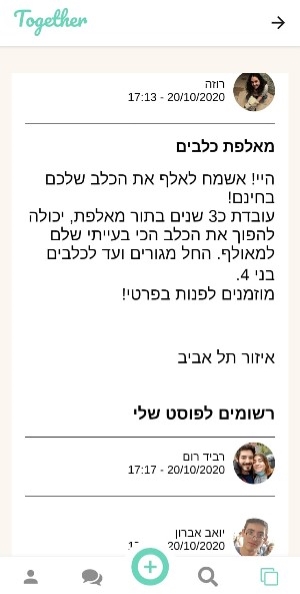 Together
רוזה
17:13 - 20/10/2020
מאלפת כלבים
היי! אשמח לאלף את הכלב שלכם
בחינם!
עובדת כ3 שנים בתור מאלפת, יכולה
להפוך את הכלב הכי בעייתי שלם
למאולף. החל מגורים ועד לכלבים
בני 4.
מוזמנים לפנות בפרטי!
איזור תל אביב
רשומים לפוסט שלי
רביד רום
17:17 - 20/10/2020
יואב אברון
20/10/2020